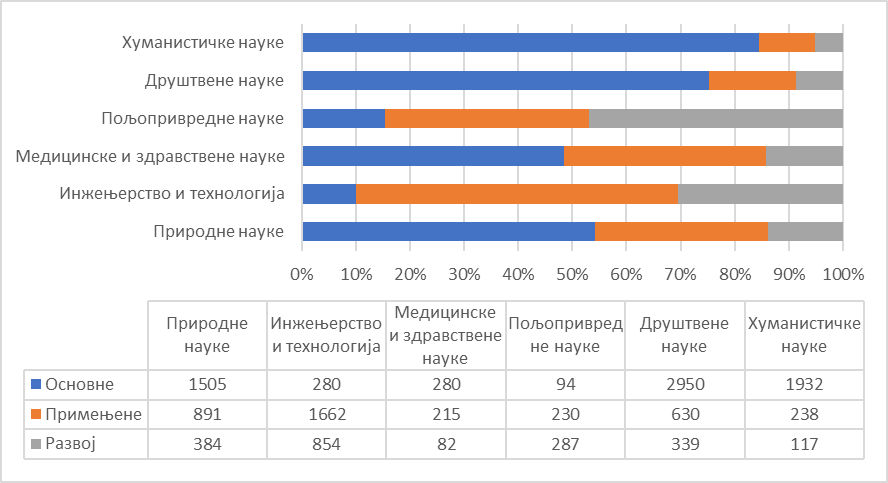 Хуманистичке науке
Друштвене науке
Пољопривредне науке
Медицинске и здравствене науке
Инжењерство и технологија
Природне науке
0% 10% 20% 30% 40% 50% 60% 70% 80% 90% 100%
Природне науке
Инжењерство и технологија
Медицинске и здравствене науке
Пољопривредне науке
Друштвене науке
Хуманистичке науке
Основне 1505 280 280 94 2950 1932
Примењене 891 1662 215 230 630 238
Развој 384 854 82 287 339 117